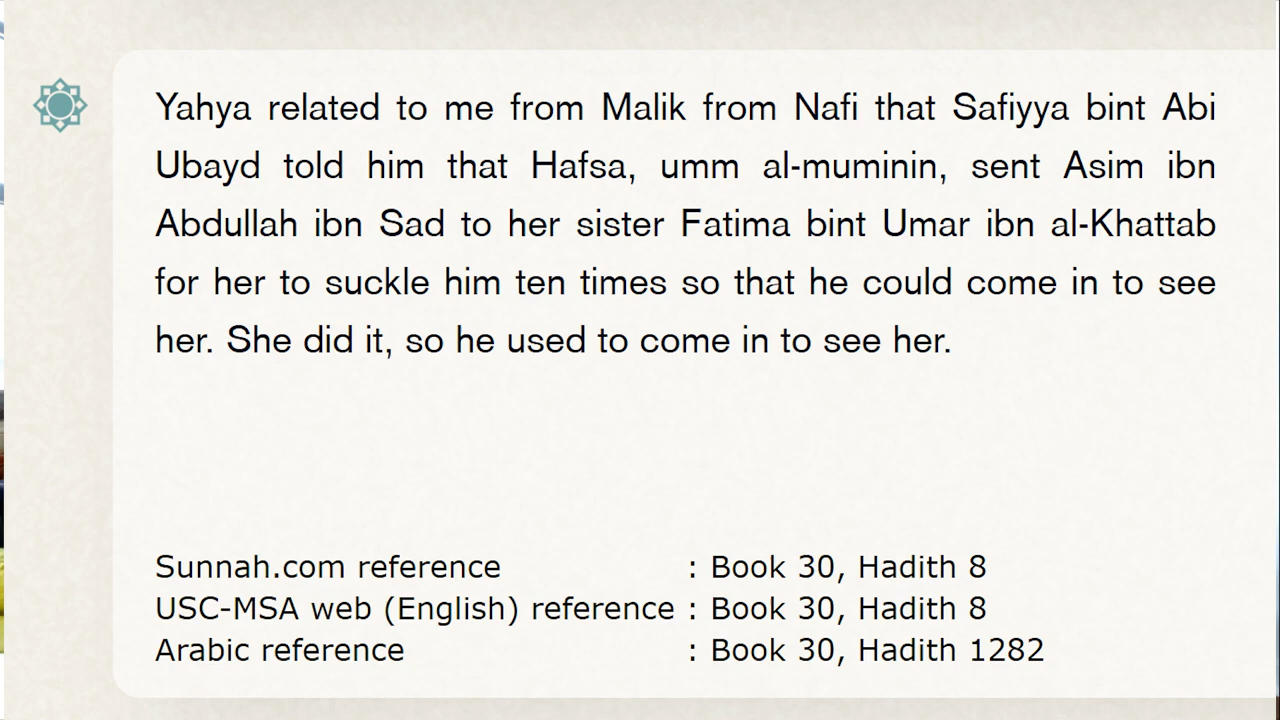 Yahya related to me from Malik from Nafi that Safiyya bint Abi
Ubayd told him that Hafsa, umm al-muminin, sent Asim ibn
Abdullah ibn Sad to her sister Fatima bint Umar ibn al-Khattab
for her to suckle him ten times so that he could come in to see
her. She did it, so he used to come in to see her.
Sunnah.com reference : Book 30, Hadith 8
USC-MSA web (English) reference : Book 30, Hadith 8
Arabic reference : Book 30, Hadith 1282